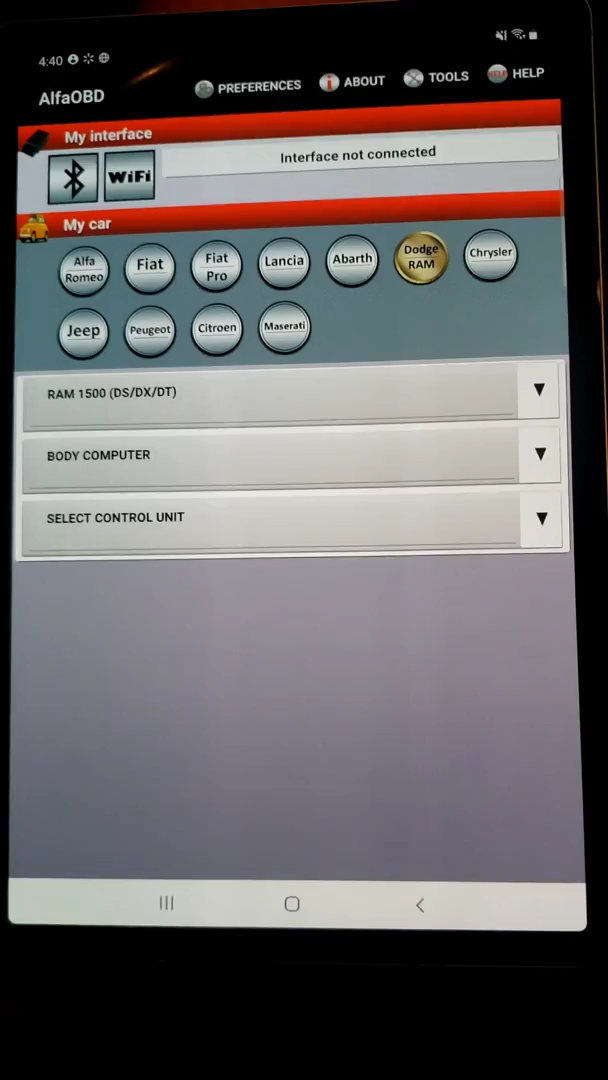 4:40
AlfaOBD
PREFERENCES
ABOUT
TOOLS
HELP
HELP
My interface
WiFi
Interface not connected
My car
Alfa
Romeo
Fiat
Fiat
Pro
Lancia
Abarth
Dodge
RAM
Chrysler
Jeep
Peugeot
Citroen
Maserati
RAM 1500 (DS/DX/DT)
BODY COMPUTER
SELECT CONTROL UNIT